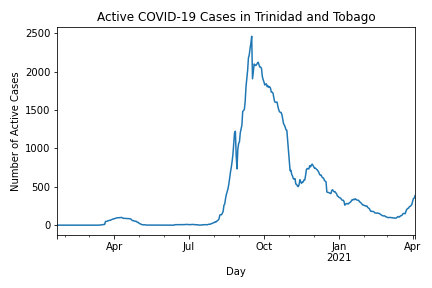 Active COVID-19 Cases in Trinidad and Tobago
Number of Active Cases
2500
2000
1500
1000
500
0
Apr
Jul
Oct
Jan
2021
Apr
Day